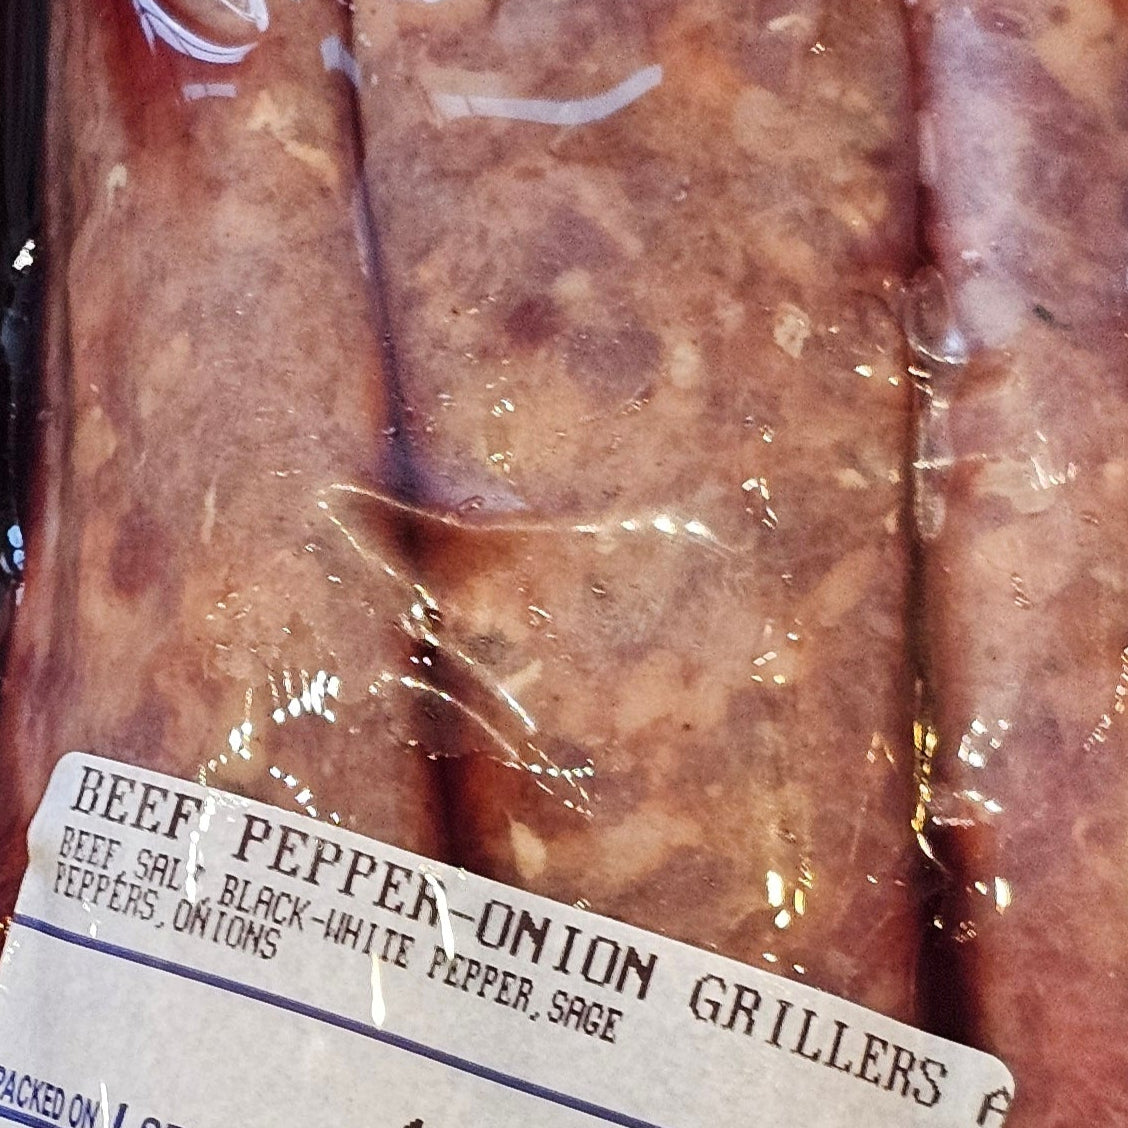 BEEF PEPPER-ONION GRILLERS A
BEEF, SALT, BLACK-WHITE PEPPER, SAGE
PEPPERS, ONIONS
PACKED ON